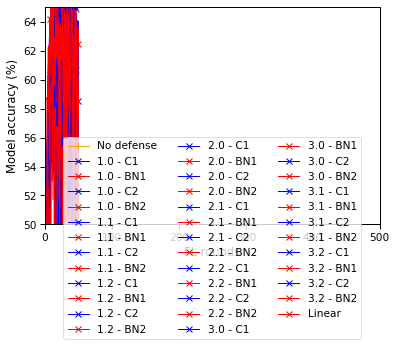 Model accuracy (%)
64
62
60
58
56
54
52
50
0
500
No defense
1.0 - C1
1.0 - BN1
1.0 - C2
1.0 - BN2
1.1 - C1
1.1 - BN1
1.1 - C2
1.1 - BN2
1.2 - C1
1.2 - BN1
1.2 - C2
1.2 - BN2
2.0 - C1
2.0 - BN1
2.0 - C2
2.0 - BN2
2.1 - C1
2.1 - BN1
2.1 - C2
2.1 - BN2
2.2 - C1
2.2 - BN1
2.2 - C2
2.2 - BN2
3.0 - C1
3.0 - BN1
3.0 - C2
3.0 - BN2
3.1 - C1
3.1 - BN1
3.1 - C2
3.1 - BN2
3.2 - C1
3.2 - BN1
3.2 - C2
3.2 - BN2
Linear